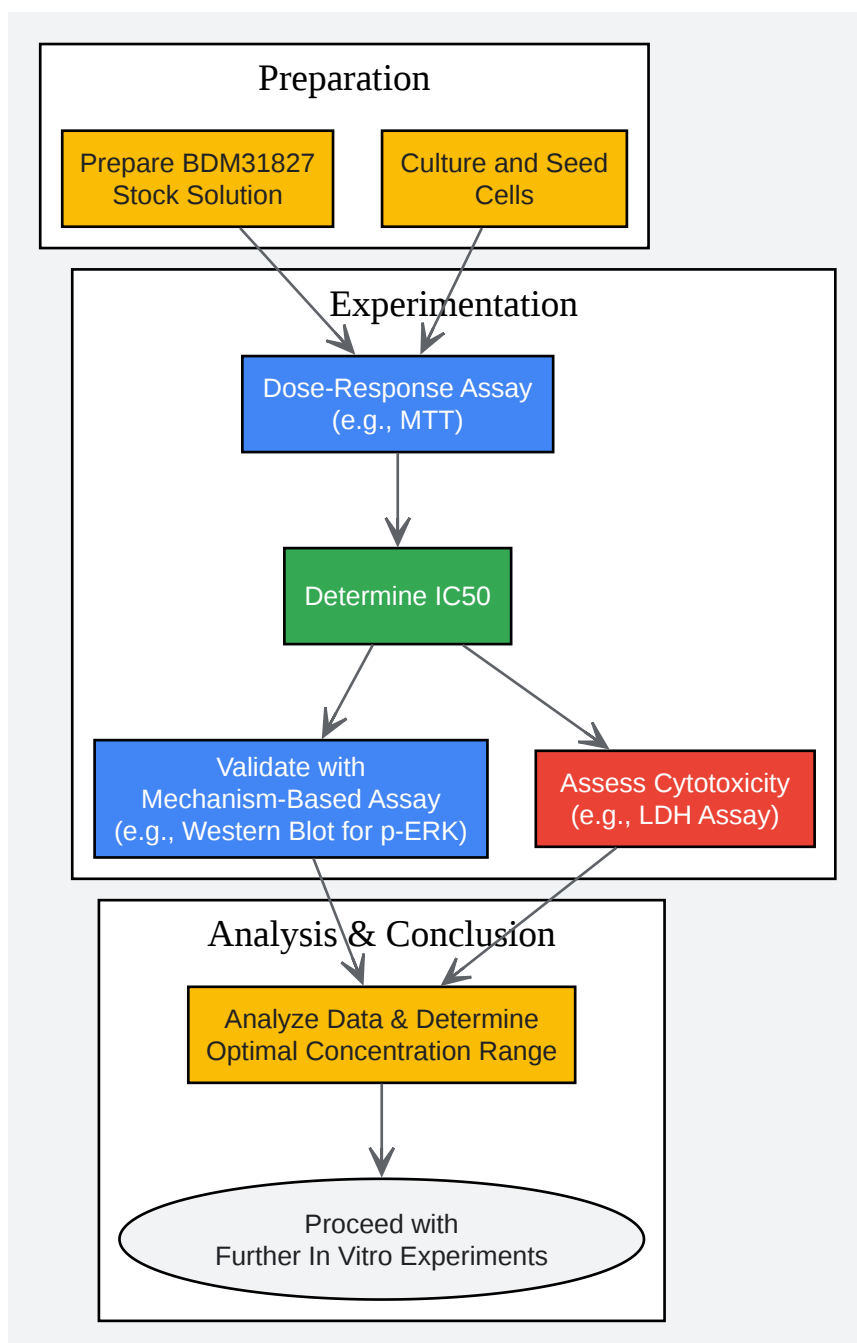 Preparation
Prepare BDM31827
Stock Solution
Culture and Seed
Cells
Experimentation
Dose-Response Assay
(e.g., MTT)
Determine IC50
Validate with
Mechanism-Based Assay
(e.g., Western Blot for p-ERK)
Assess Cytotoxicity
(e.g., LDH Assay)
Analysis & Conclusion
Analyze Data & Determine
Optimal Concentration Range
Proceed with
Further In Vitro Experiments